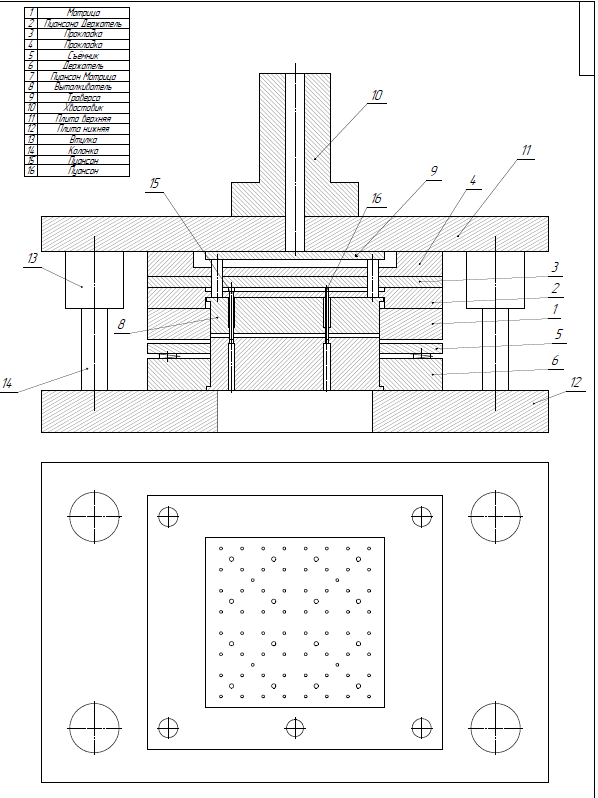 1 Матрица
2 Пуансона Держатель
3 Прокладка
4 Прокладка
5 Съемник
6 Держатель
7 Пуансон Матрица
8 Выталкиватель
9 Траверса
10 Хвостовик
11 Плита верхняя
12 Плита нижняя
13 Втулка
14 Колонка
15 Пуансон
16 Пуансон
10
15
16
9
4
11
13
3
2
8
1
5
6
14
12